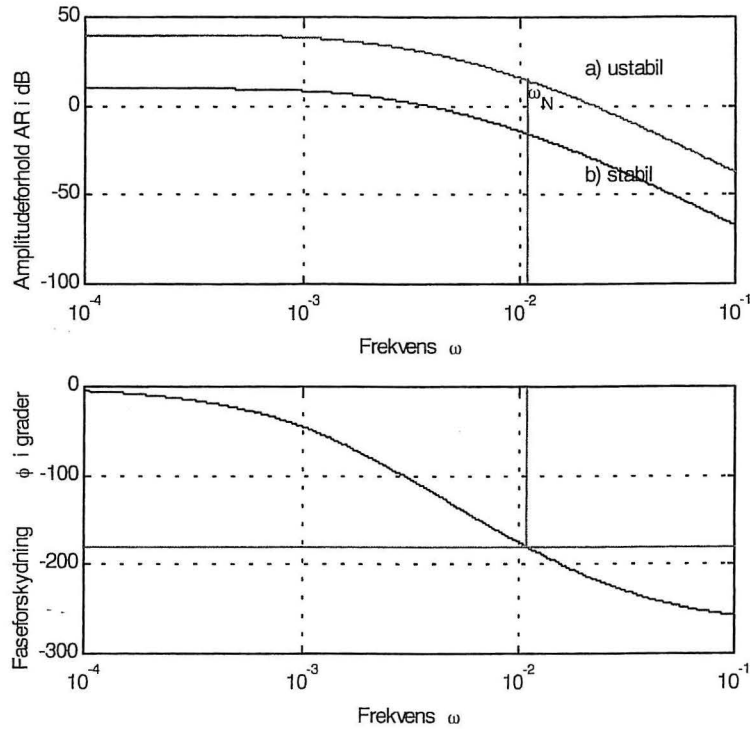 50
0
-50
-100
Amplitudeforhold AR i dB
a) ustabil
ωN
b) stabil
10-4
10-3
10-2
10-1
Frekvens ω
0
-100
-200
-300
Faseforskydning ϕ i grader
10-4
10-3
10-2
10-1
Frekvens ω